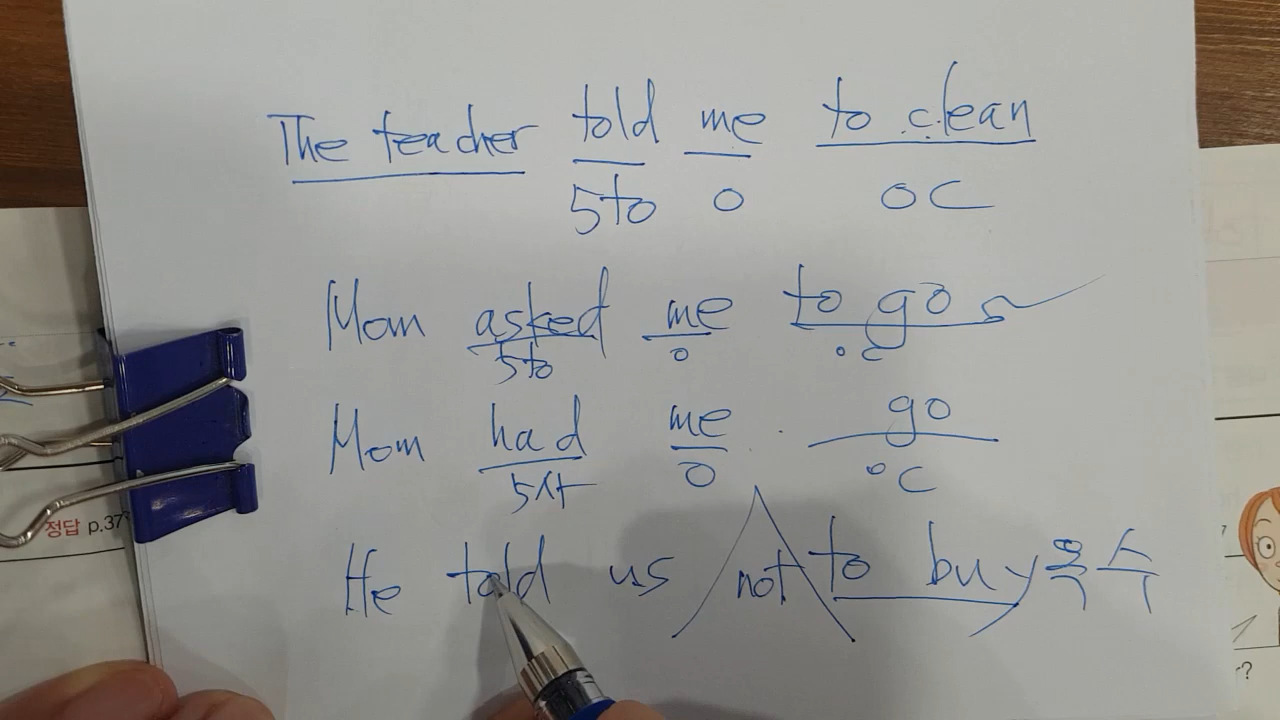 The teacher told me to clean
5to O OC
Mom asked me to go
5to O OC
Mom had me go
5사 O OC
He told us not to buy 옥수
정답 p.37
?